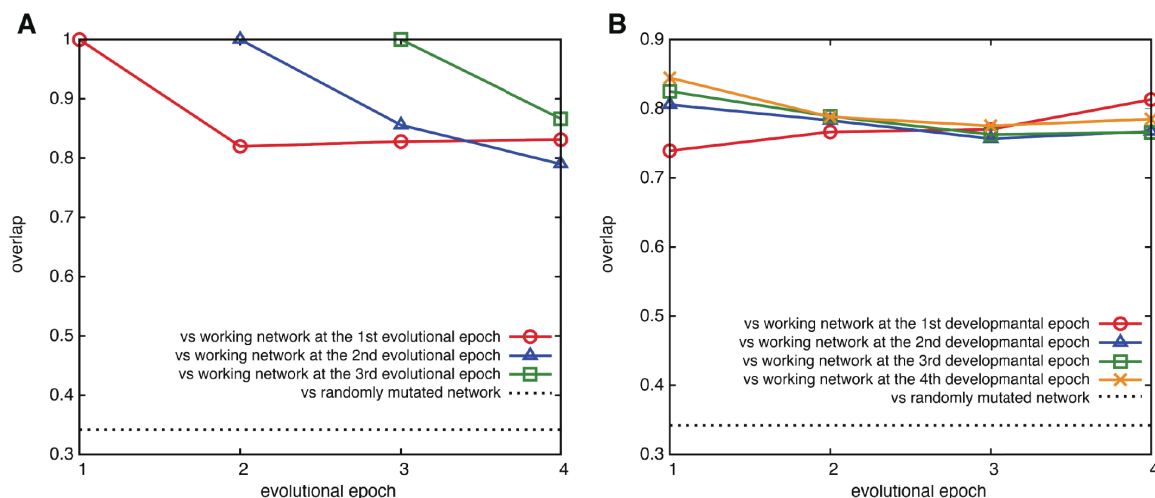 A
1
0.9
0.8
0.7
0.6
0.5
0.4
0.3
overlap
vs working network at the 1st evolutional epoch
vs working network at the 2nd evolutional epoch
vs working network at the 3rd evolutional epoch
vs randomly mutated network
1 2 3 4
evolutional epoch
B
0.9
0.8
0.7
0.6
0.5
0.4
0.3
overlap
vs working network at the 1st developmantal epoch
vs working network at the 2nd developmantal epoch
vs working network at the 3rd developmantal epoch
vs working network at the 4th developmantal epoch
vs randomly mutated network
1 2 3 4
evolutional epoch